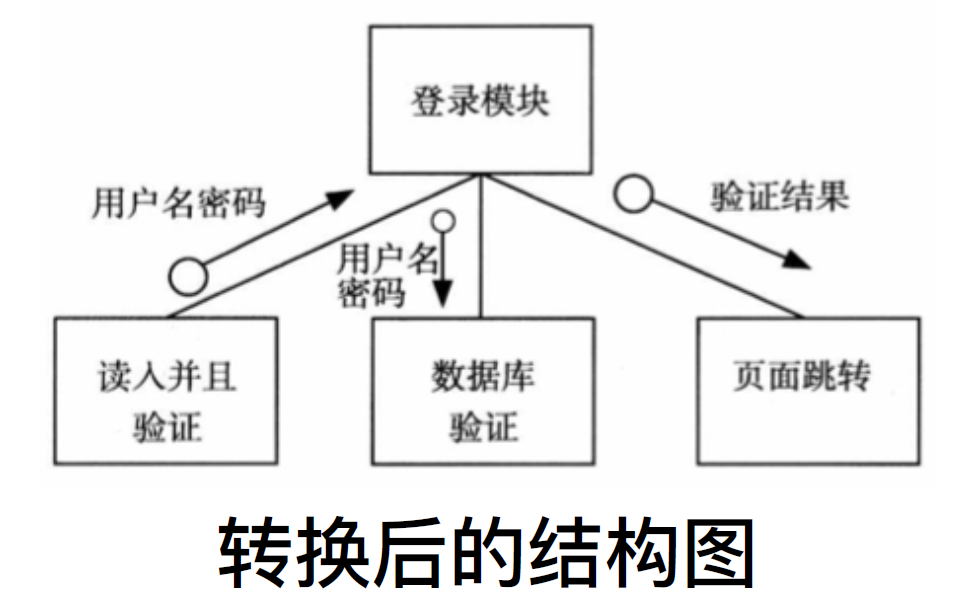 登录模块
用户名密码
验证结果
用户名
密码
读入并且
验证
数据库
验证
页面跳转
转换后的结构图